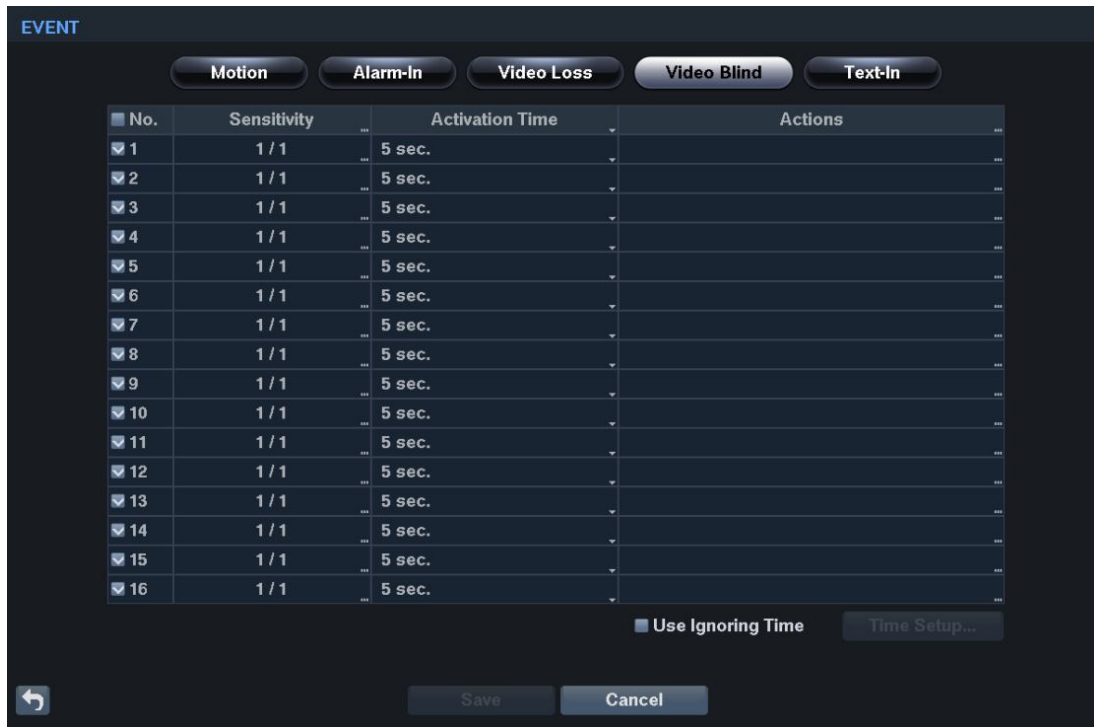 EVENT
Motion Alarm-In Video Loss Video Blind Text-In
No. Sensitivity ... Activation Time Actions ...
1 1 / 1 ... 5 sec. ...
2 1 / 1 ... 5 sec. ...
3 1 / 1 ... 5 sec. ...
4 1 / 1 ... 5 sec. ...
5 1 / 1 ... 5 sec. ...
6 1 / 1 ... 5 sec. ...
7 1 / 1 ... 5 sec. ...
8 1 / 1 ... 5 sec. ...
9 1 / 1 ... 5 sec. ...
10 1 / 1 ... 5 sec. ...
11 1 / 1 ... 5 sec. ...
12 1 / 1 ... 5 sec. ...
13 1 / 1 ... 5 sec. ...
14 1 / 1 ... 5 sec. ...
15 1 / 1 ... 5 sec. ...
16 1 / 1 ... 5 sec. ...
Use Ignoring Time Time Setup...
Save Cancel